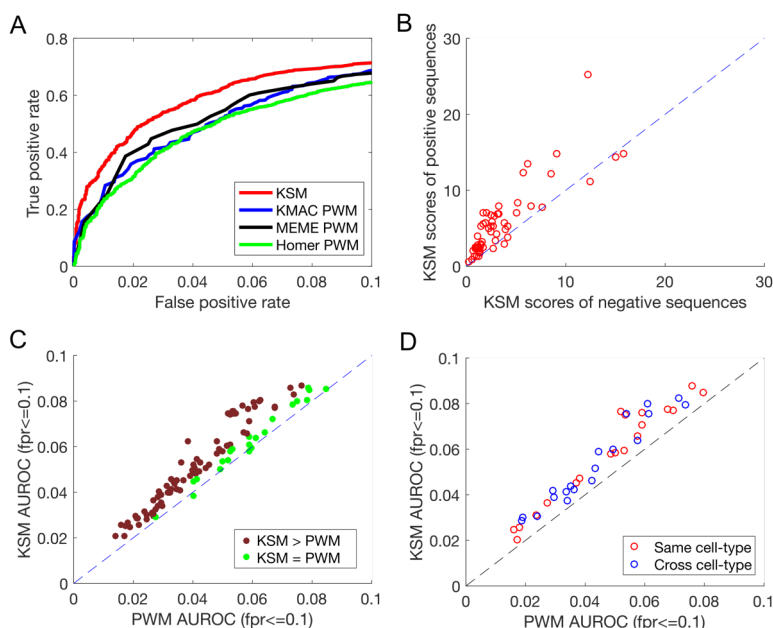 A
0.8
0.6
0.4
0.2
0
True positive rate
0
0.02
0.04
0.06
0.08
0.1
False positive rate
KSM
KMAC PWM
MEME PWM
Homer PWM
B
30
20
10
0
KSM scores of positive sequences
0
10
20
30
KSM scores of negative sequences
C
0.1
0.08
0.06
0.04
0.02
0
KSM AUROC (fpr<=0.1)
0
0.02
0.04
0.06
0.08
0.1
PWM AUROC (fpr<=0.1)
KSM > PWM
KSM = PWM
D
0.1
0.08
0.06
0.04
0.02
0
KSM AUROC (fpr<=0.1)
0
0.02
0.04
0.06
0.08
0.1
PWM AUROC (fpr<=0.1)
Same cell-type
Cross cell-type